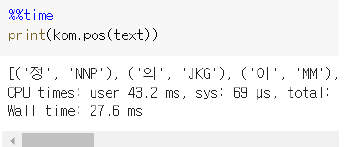 %%time
print(kom.pos(text))
[('정', 'NNP'), ('의', 'JKG'), ('이', 'MM'),
CPU times: user 43.2 ms, sys: 69 µs, total:
Wall time: 27.6 ms